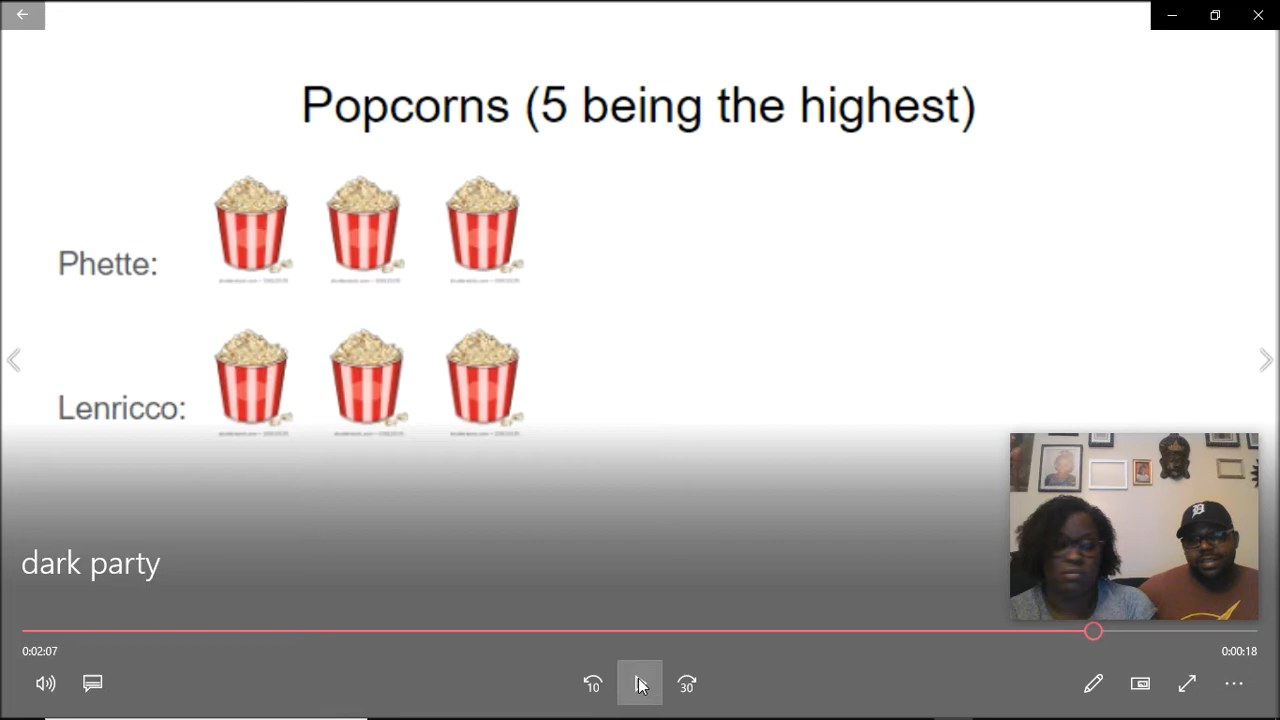 Popcorns (5 being the highest)
Phette:
Lenricco:
dark party
0:02:07
0:00:18
10
30